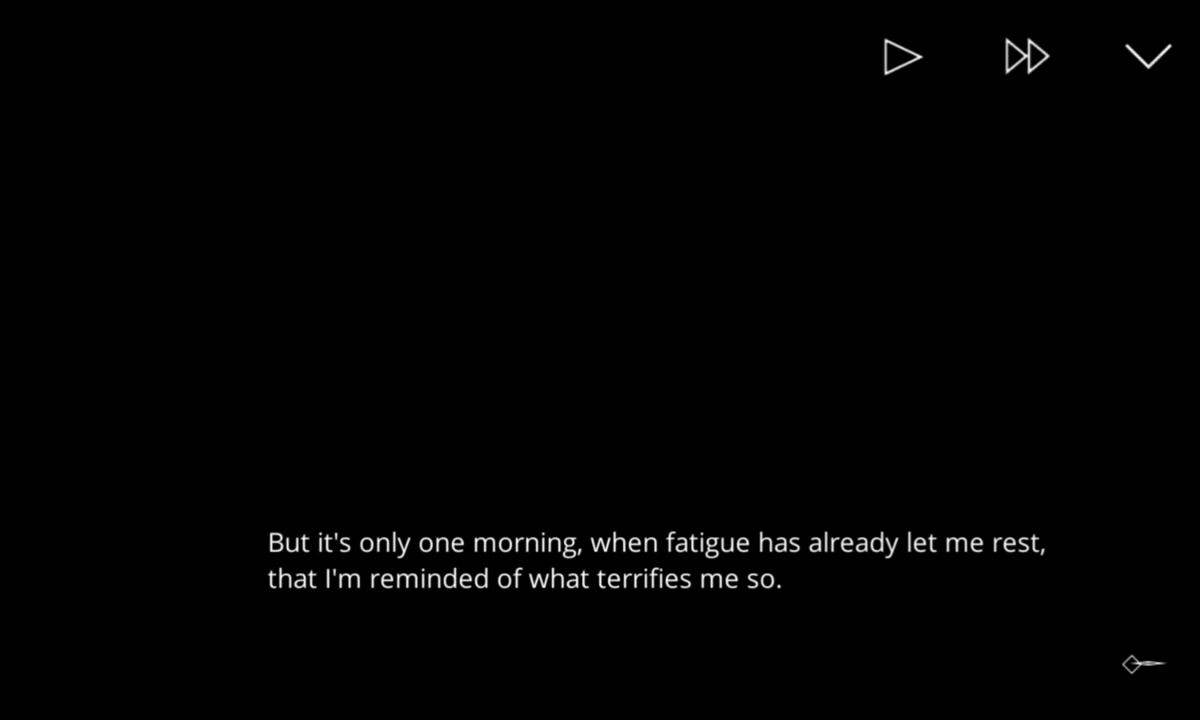 But it's only one morning, when fatigue has already let me rest,
that I'm reminded of what terrifies me so.